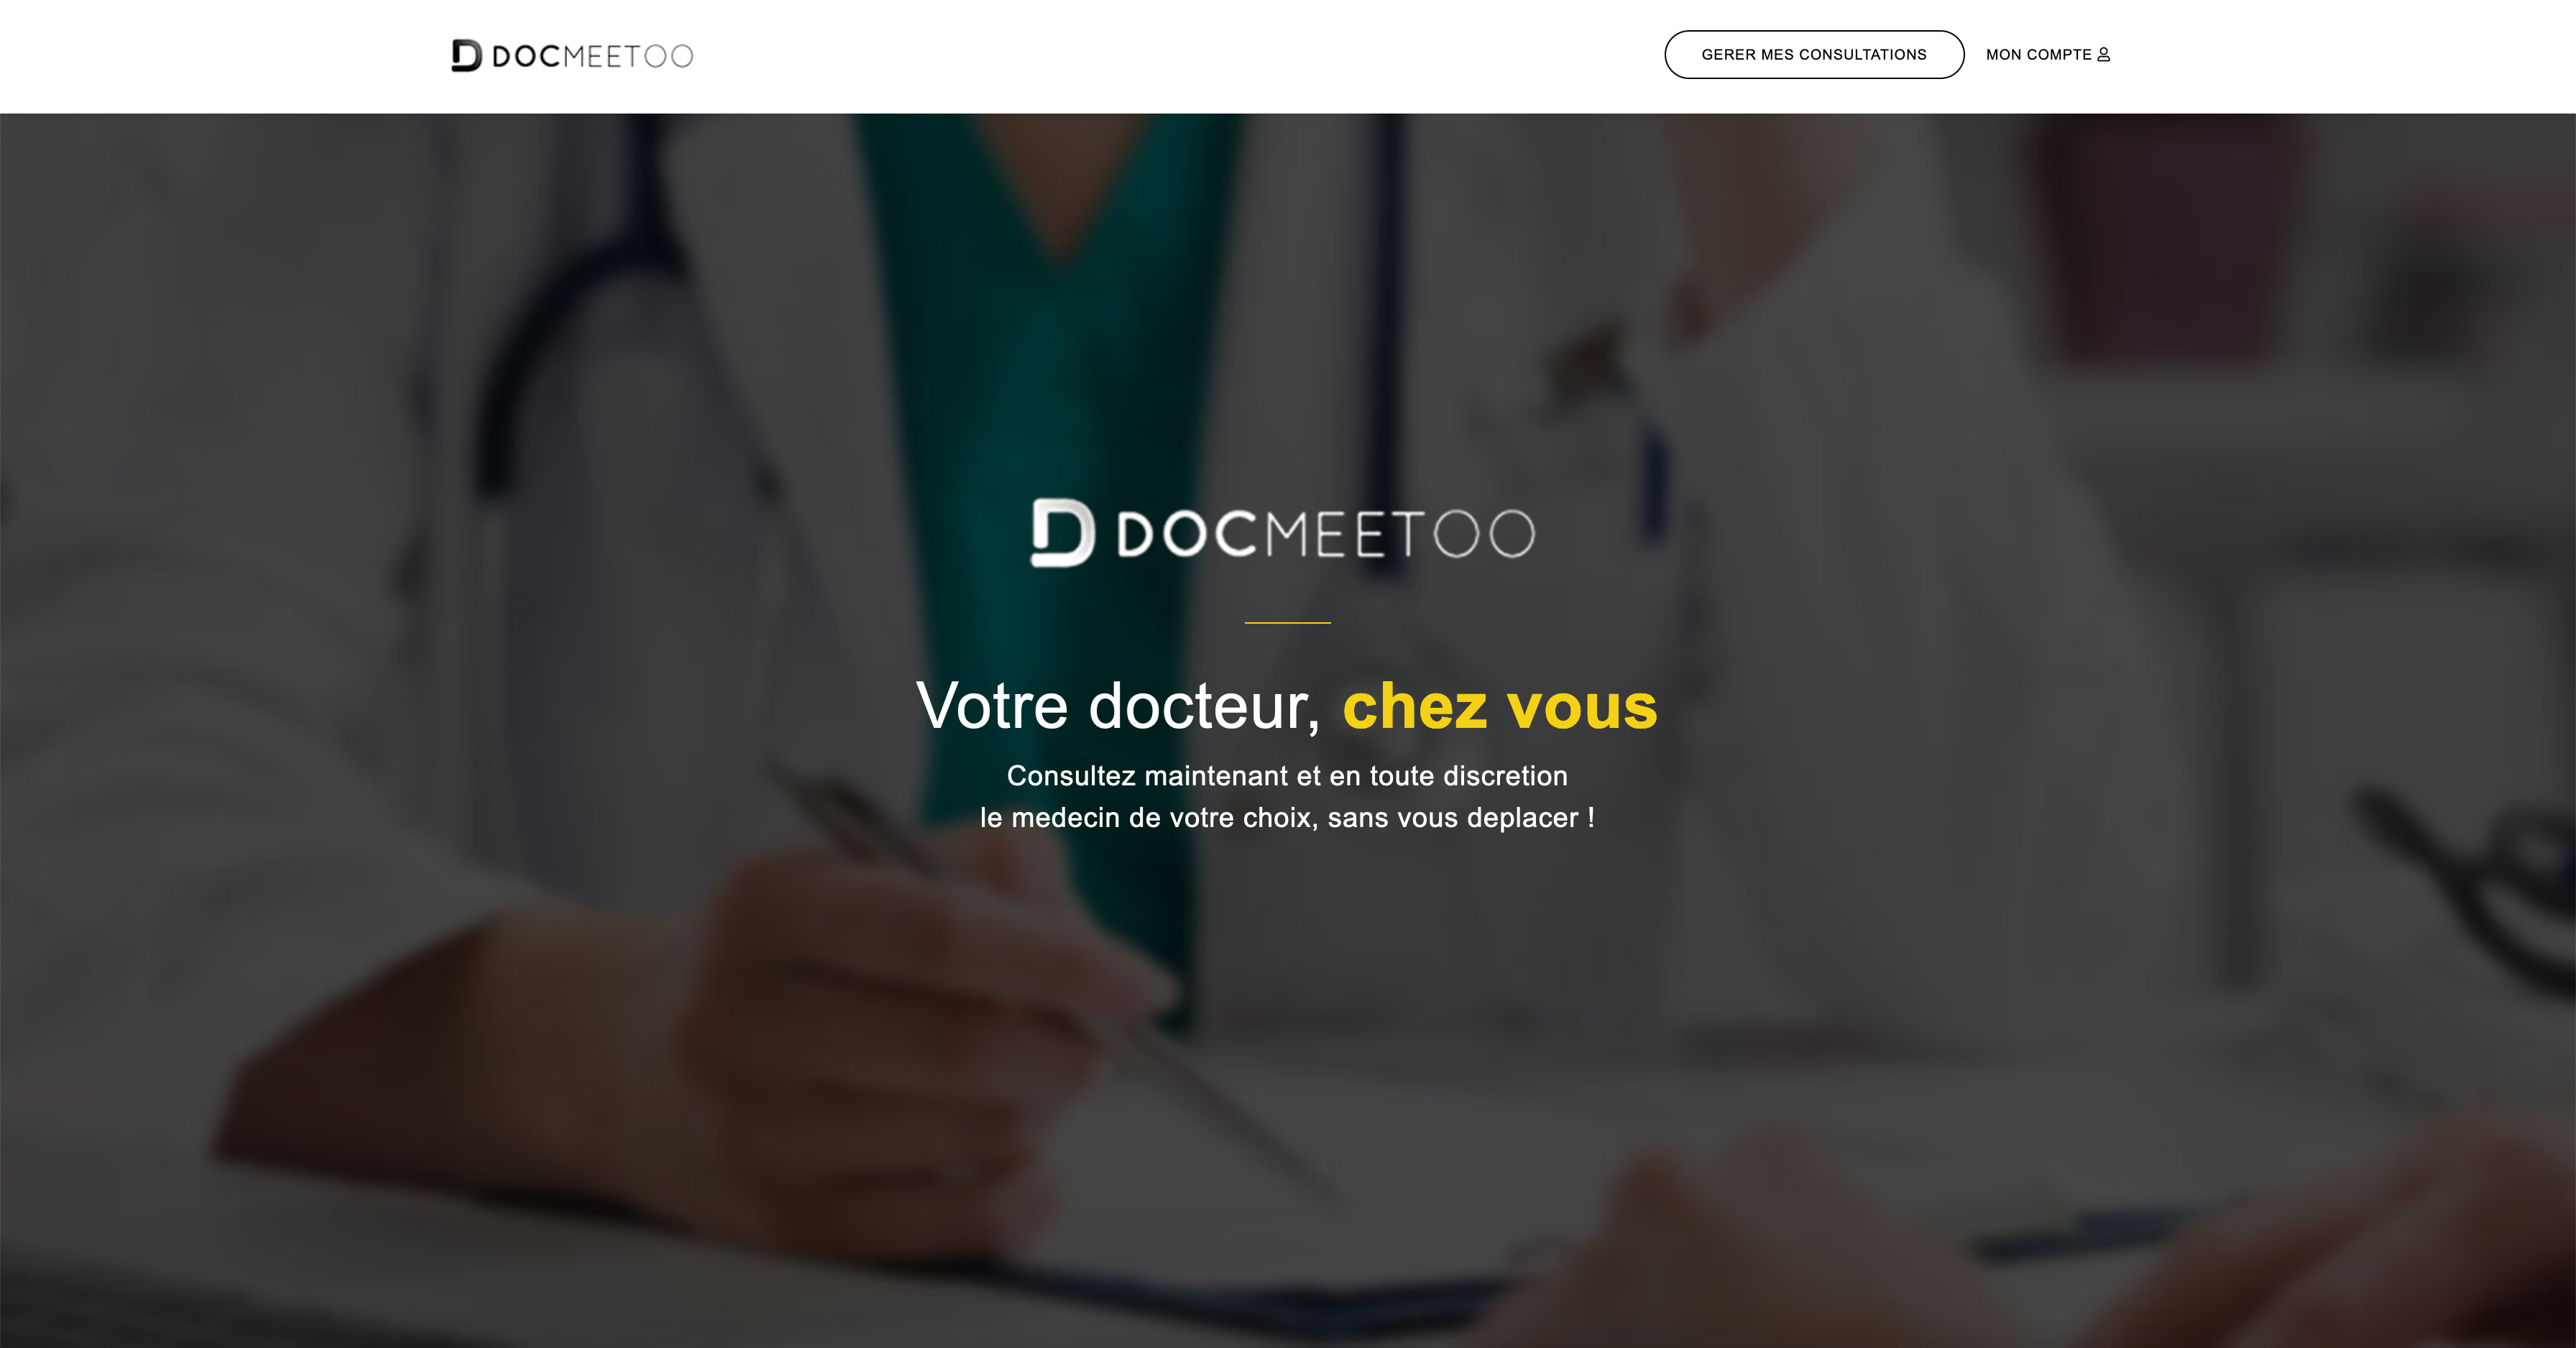 DOCMEETOO
GERER MES CONSULTATIONS
MON COMPTE
DOCMEETOO
Votre docteur, chez vous
Consultez maintenant et en toute discretion
le medecin de votre choix, sans vous deplacer !